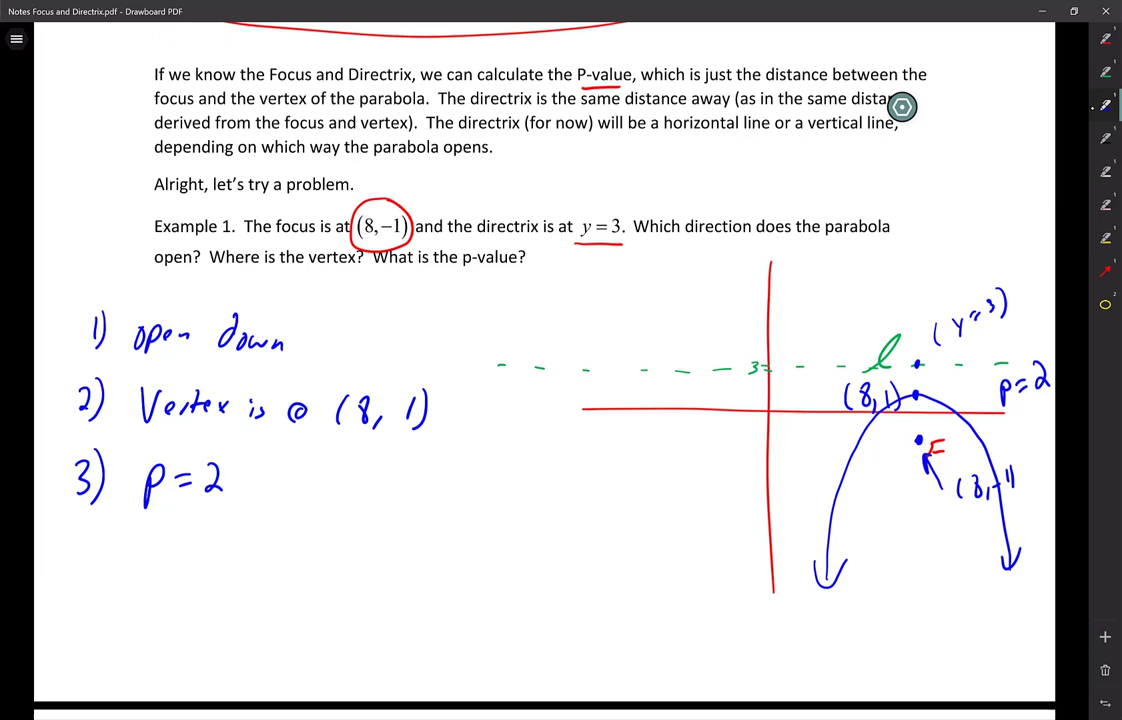 Notes Focus and Directrix.pdf - Drawboard PDF
If we know the Focus and Directrix, we can calculate the P-value, which is just the distance between the
focus and the vertex of the parabola. The directrix is the same distance away (as in the same dista
derived from the focus and vertex). The directrix (for now) will be a horizontal line or a vertical line,
depending on which way the parabola opens.
Alright, let's try a problem.
Example 1. The focus is at (8,−1) and the directrix is at y = 3. Which direction does the parabola
open? Where is the vertex? What is the p-value?
1) open down
2) Vertex is @ (8, 1)
3) p = 2
(y = 3)
3
l
p = 2
(8, 1)
F
(8, -1)